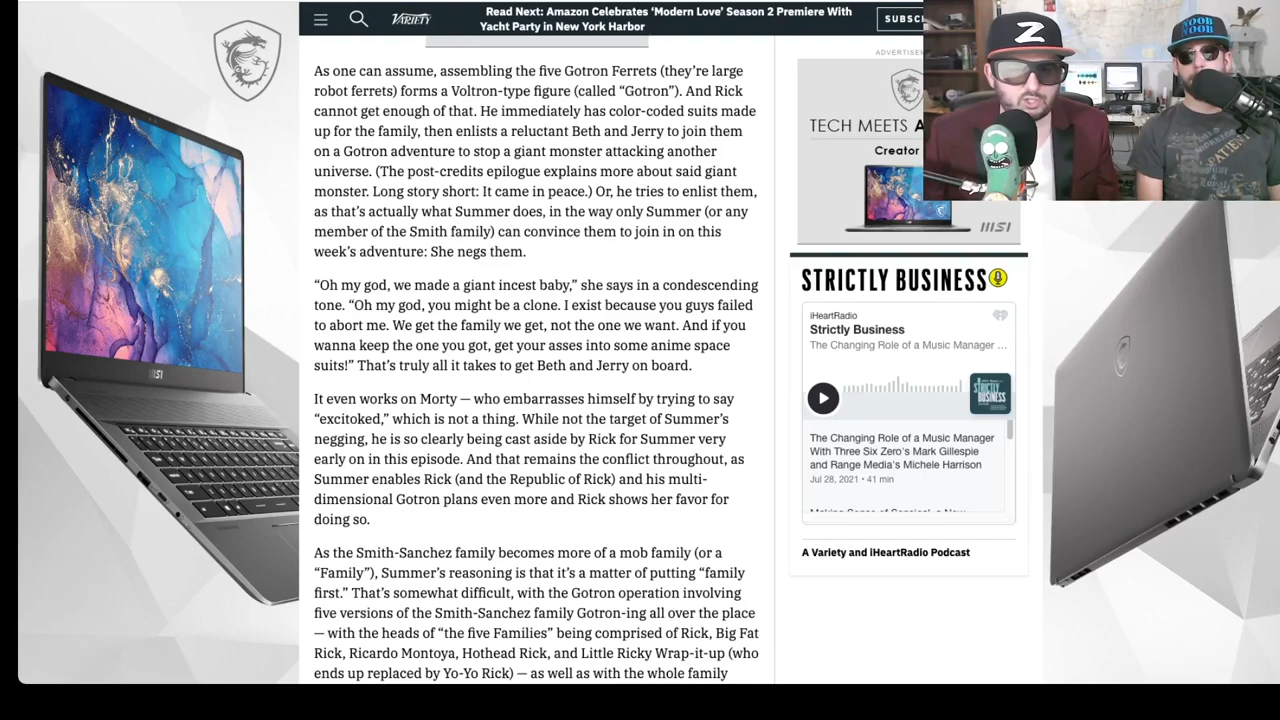 VARIETY
Read Next: Amazon Celebrates ‘Modern Love’ Season 2 Premiere With
Yacht Party in New York Harbor
As one can assume, assembling the five Gotron Ferrets (they’re large
robot ferrets) forms a Voltron-type figure (called “Gotron”). And Rick
cannot get enough of that. He immediately has color-coded suits made
up for the family, then enlists a reluctant Beth and Jerry to join them
on a Gotron adventure to stop a giant monster attacking another
universe. (The post-credits epilogue explains more about said giant
monster. Long story short: It came in peace.) Or, he tries to enlist them,
as that’s actually what Summer does, in the way only Summer (or any
member of the Smith family) can convince them to join in on this
week’s adventure: She negs them.
“Oh my god, we made a giant incest baby,” she says in a condescending
tone. “Oh my god, you might be a clone. I exist because you guys failed
to abort me. We get the family we get, not the one we want. And if you
wanna keep the one you got, get your asses into some anime space
suits!” That’s truly all it takes to get Beth and Jerry on board.
It even works on Morty — who embarrasses himself by trying to say
“excitoked,” which is not a thing. While not the target of Summer’s
negging, he is so clearly being cast aside by Rick for Summer very
early on in this episode. And that remains the conflict throughout, as
Summer enables Rick (and the Republic of Rick) and his multi-
dimensional Gotron plans even more and Rick shows her favor for
doing so.
As the Smith-Sanchez family becomes more of a mob family (or a
“Family”), Summer’s reasoning is that it’s a matter of putting “family
first.” That’s somewhat difficult, with the Gotron operation involving
five versions of the Smith-Sanchez family Gotron-ing all over the place
— with the heads of “the five Families” being comprised of Rick, Big Fat
Rick, Ricardo Montoya, Hothead Rick, and Little Ricky Wrap-it-up (who
ends up replaced by Yo-Yo Rick) — as well as with the whole family
TECH MEETS A
Creator
msi
STRICTLY BUSINESS
iHeartRadio
Strictly Business
The Changing Role of a Music Manager ...
STRICTLY
BUSINESS
The Changing Role of a Music Manager
With Three Six Zero's Mark Gillespie
and Range Media's Michele Harrison
Jul 28, 2021 • 41 min
A Variety and iHeartRadio Podcast
msi
Z
NOOB
NOOB
PATIENT